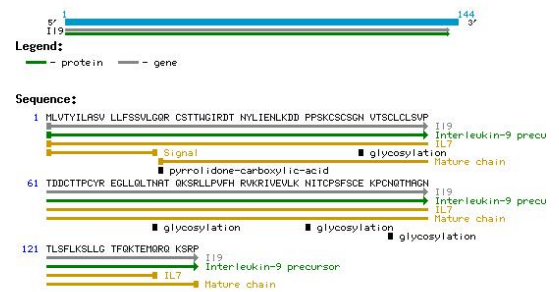 1 144
5' 3'
Il9
Legend:
- protein - gene
Sequence:
1 MLVTYILASV LLFSSVLGQR CSTTWGIRDT NYLIENLKDD PPSKCSCSGN VTSCLCLSVP
Il9
Interleukin-9 precu
IL7
Signal glycosylation
Mature chain
pyrrolidone-carboxylic-acid
61 TDDCTTPCYR EGLLQLTNAT QKSRLLPVFH RVKRIVEVLK NITCPSFSCE KPCNQTMAGN
Il9
Interleukin-9 precu
IL7
Mature chain
glycosylation glycosylation
glycosylation
121 TLSFLKSLLG TFQKTEMQRQ KSRP
Il9
Interleukin-9 precursor
IL7
Mature chain